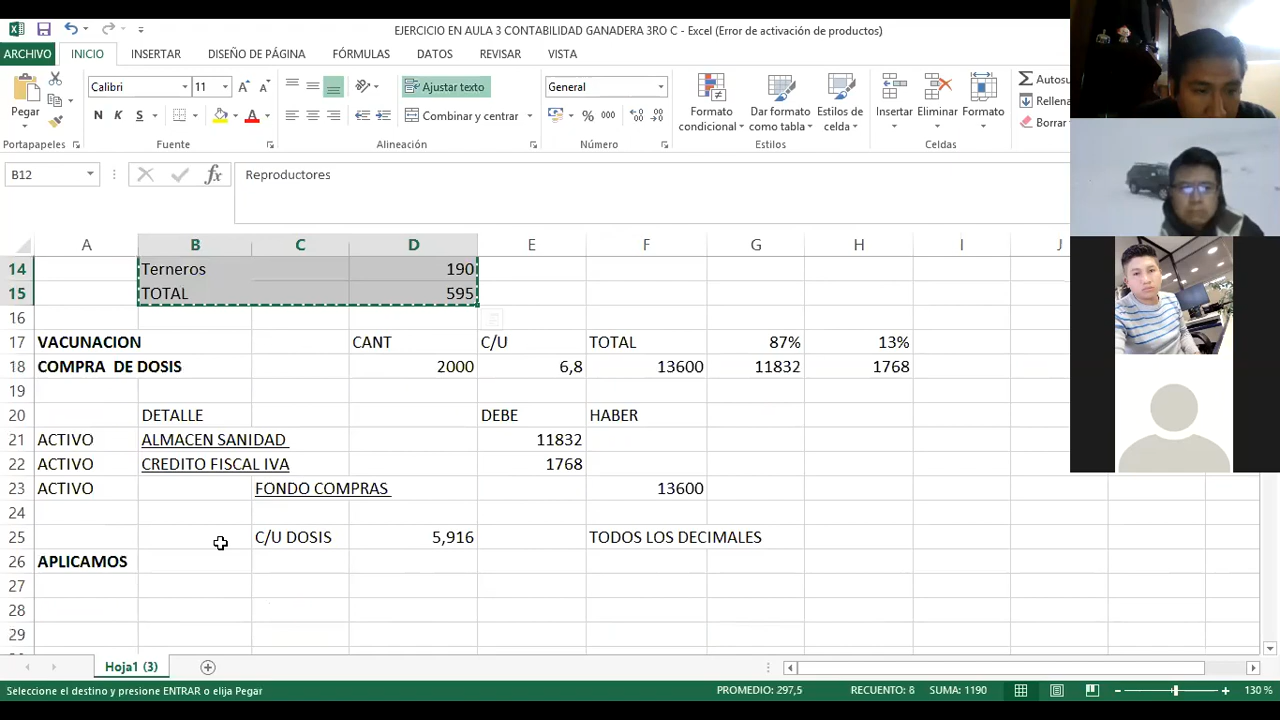 EJERCICIO EN AULA 3 CONTABILIDAD GANADERA 3RO C - Excel (Error de activación de productos)
ARCHIVO INICIO INSERTAR DISEÑO DE PÁGINA FÓRMULAS DATOS REVISAR VISTA
Pegar Calibri 11 N K S Ajustar texto Combinar y centrar General % 000 Formato condicional Dar formato como tabla Estilos de celda Insertar Eliminar Formato Autosu Rellena Borrar
Portapapeles Fuente Alineación Número Estilos Celdas
B12 fx Reproductores
A B C D E F G H I J
14 Terneros 190
15 TOTAL 595
16
17 VACUNACION CANT C/U TOTAL 87% 13%
18 COMPRA DE DOSIS 2000 6,8 13600 11832 1768
19
20 DETALLE DEBE HABER
21 ACTIVO ALMACEN SANIDAD 11832
22 ACTIVO CREDITO FISCAL IVA 1768
23 ACTIVO FONDO COMPRAS 13600
24
25 C/U DOSIS 5,916 TODOS LOS DECIMALES
26 APLICAMOS
27
28
29
Hoja1 (3)
Seleccione el destino y presione ENTRAR o elija Pegar PROMEDIO: 297,5 RECUENTO: 8 SUMA: 1190 130 %